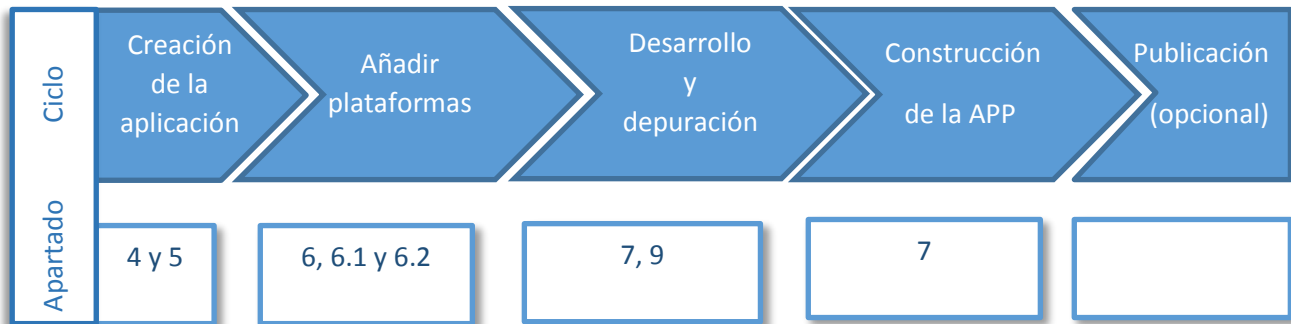 Ciclo
Creación
de la
aplicación
Añadir
plataformas
Desarrollo
y
depuración
Construcción
de la APP
Publicación
(opcional)
Apartado
4 y 5
6, 6.1 y 6.2
7, 9
7